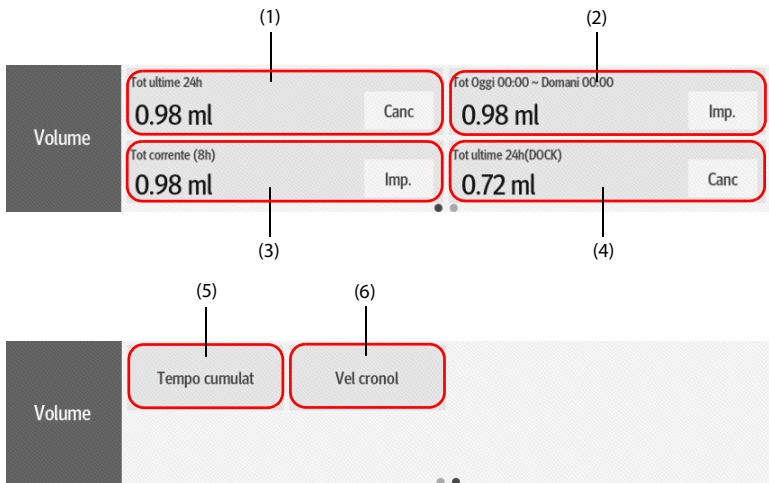 (1)
(2)
Tot ultime 24h
Tot Oggi 00:00 ~ Domani 00:00
0.98 ml
Canc
0.98 ml
Imp.
Volume
Tot corrente (8h)
Tot ultime 24h(DOCK)
0.98 ml
Imp.
0.72 ml
Canc
(3)
(4)
(5)
(6)
Tempo cumulat
Vel cronol
Volume